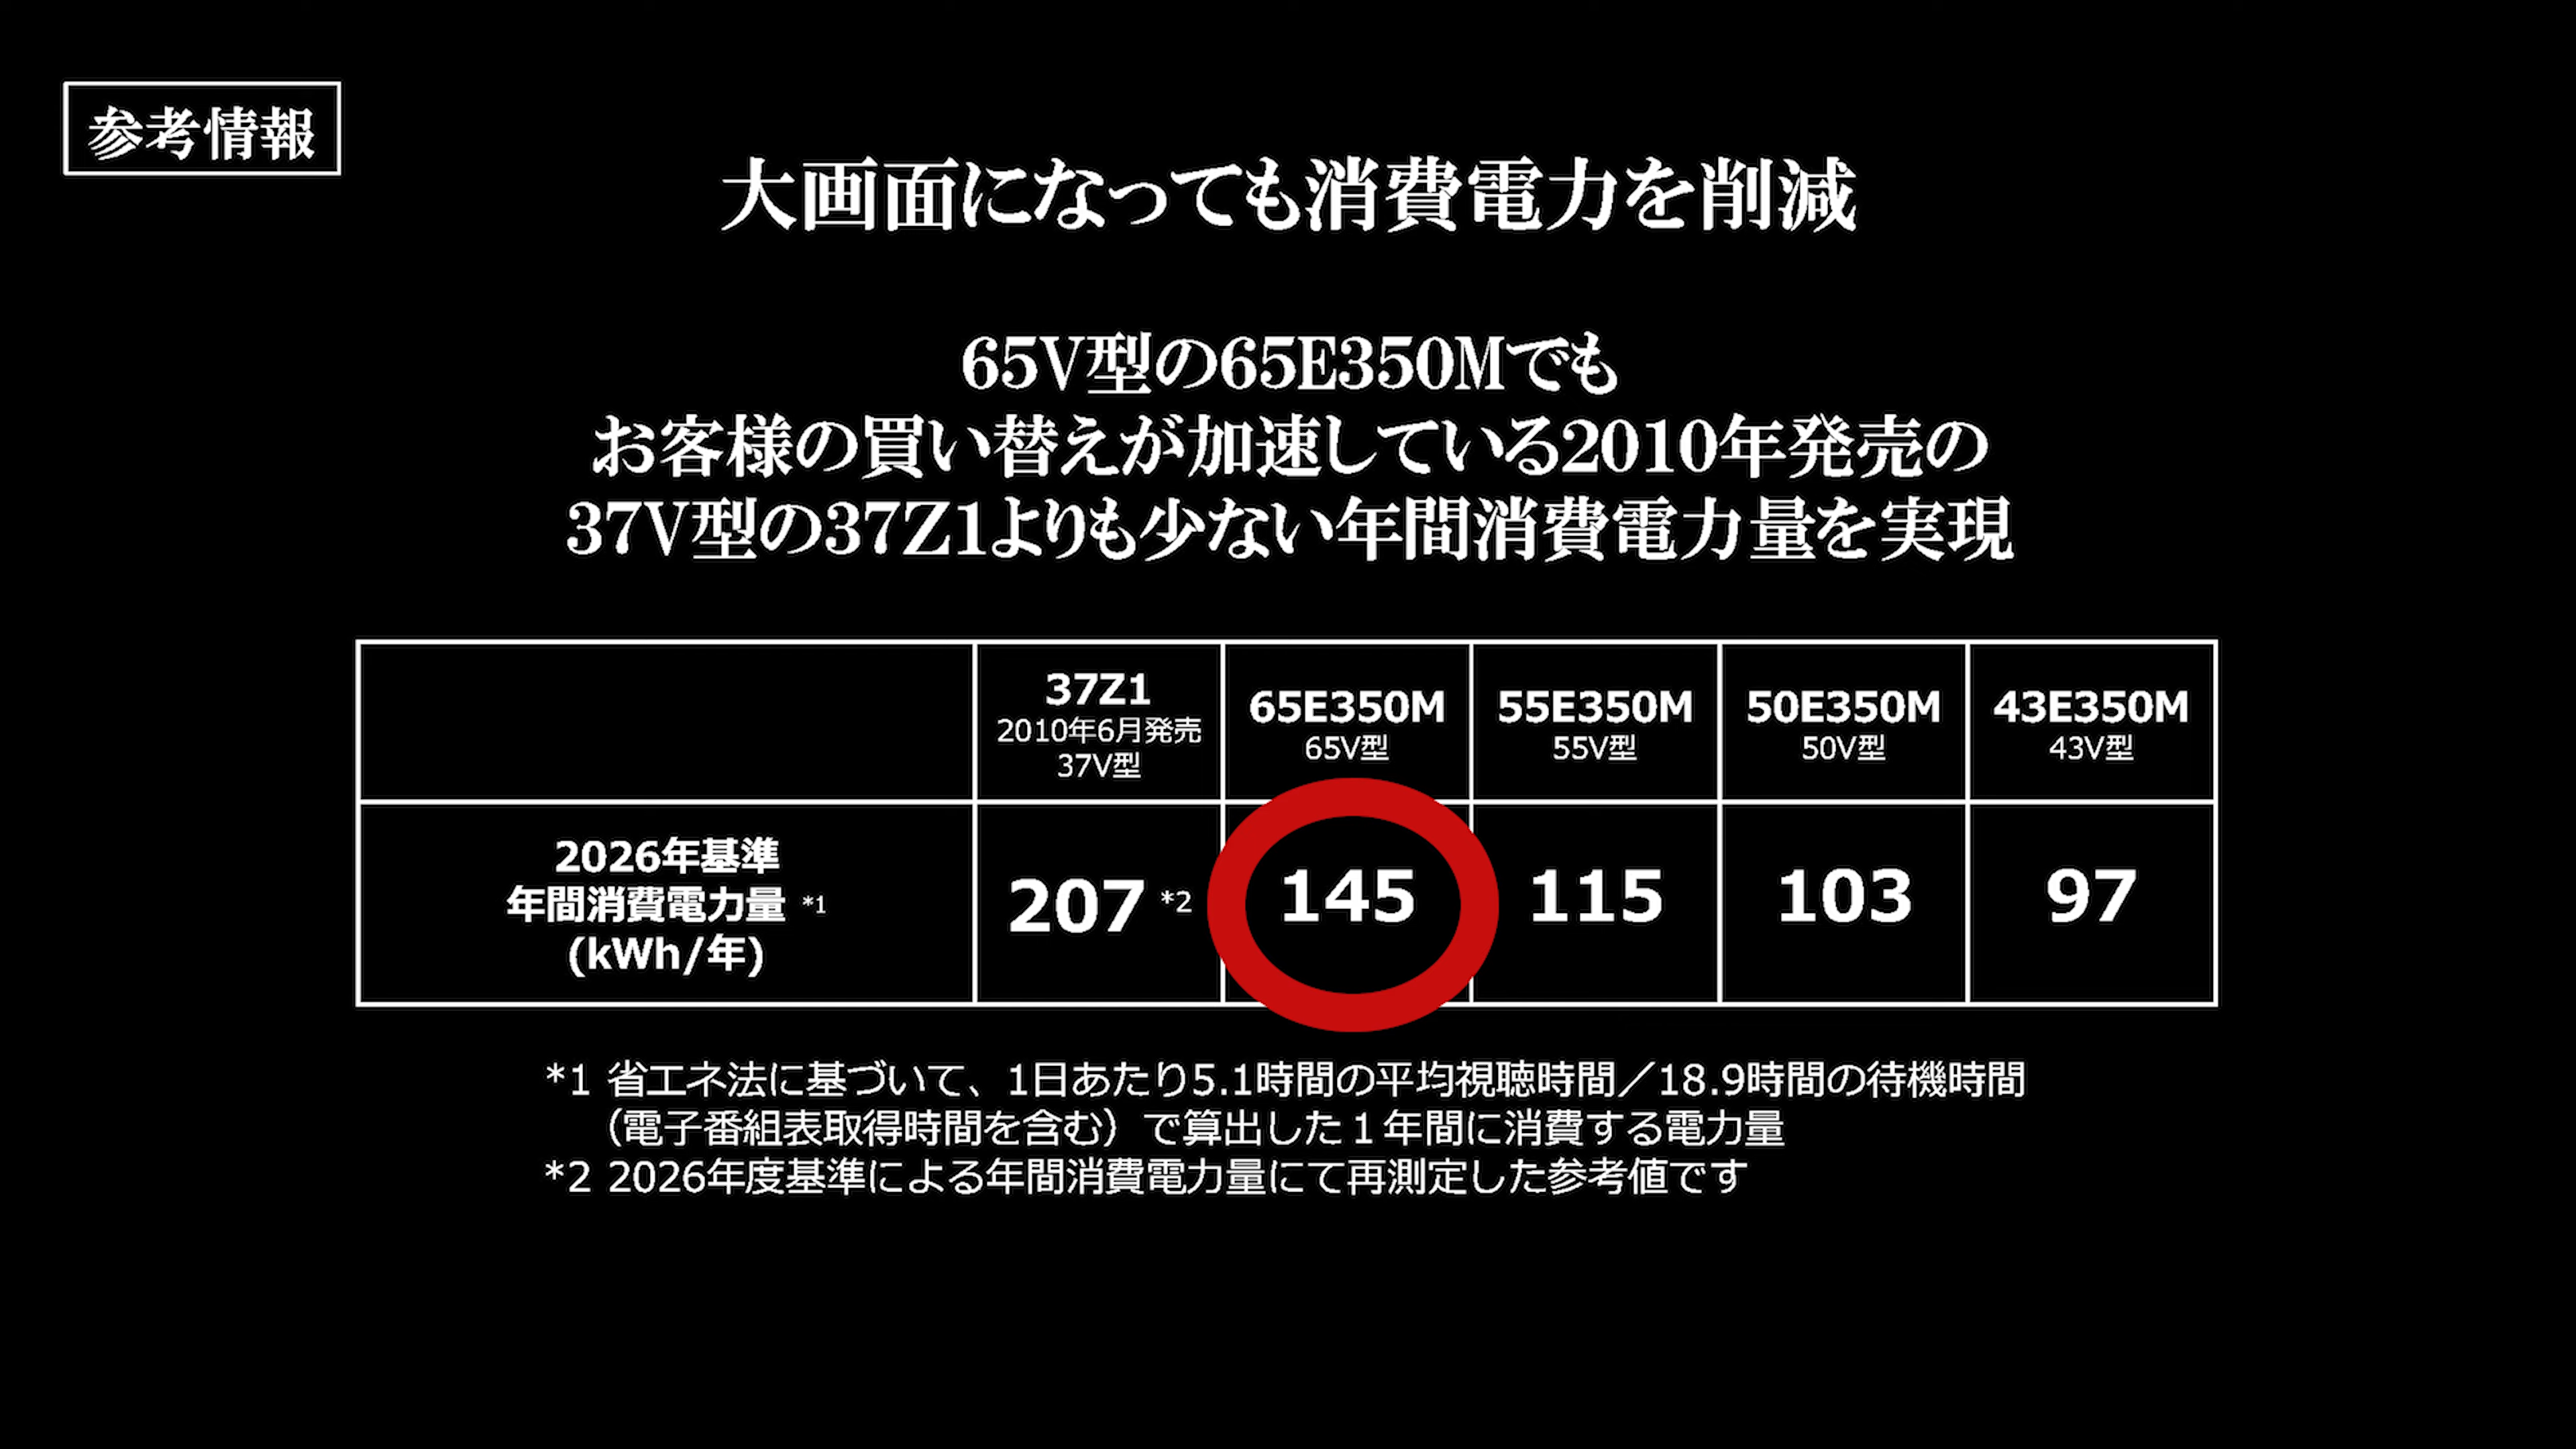 参考情報
大画面になっても消費電力を削減
65V型の65E350Mでも
お客様の買い替えが加速している2010年発売の
37V型の37Z1よりも少ない年間消費電力量を実現
37Z1
2010年6月発売
37V型
65E350M
65V型
55E350M
55V型
50E350M
50V型
43E350M
43V型
2026年基準
年間消費電力量 *1
(kWh/年)
207 *2
145
115
103
97
*1 省エネ法に基づいて、1日あたり5.1時間の平均視聴時間／18.9時間の待機時間
（電子番組表取得時間を含む）で算出した１年間に消費する電力量
*2 2026年度基準による年間消費電力量にて再測定した参考値です